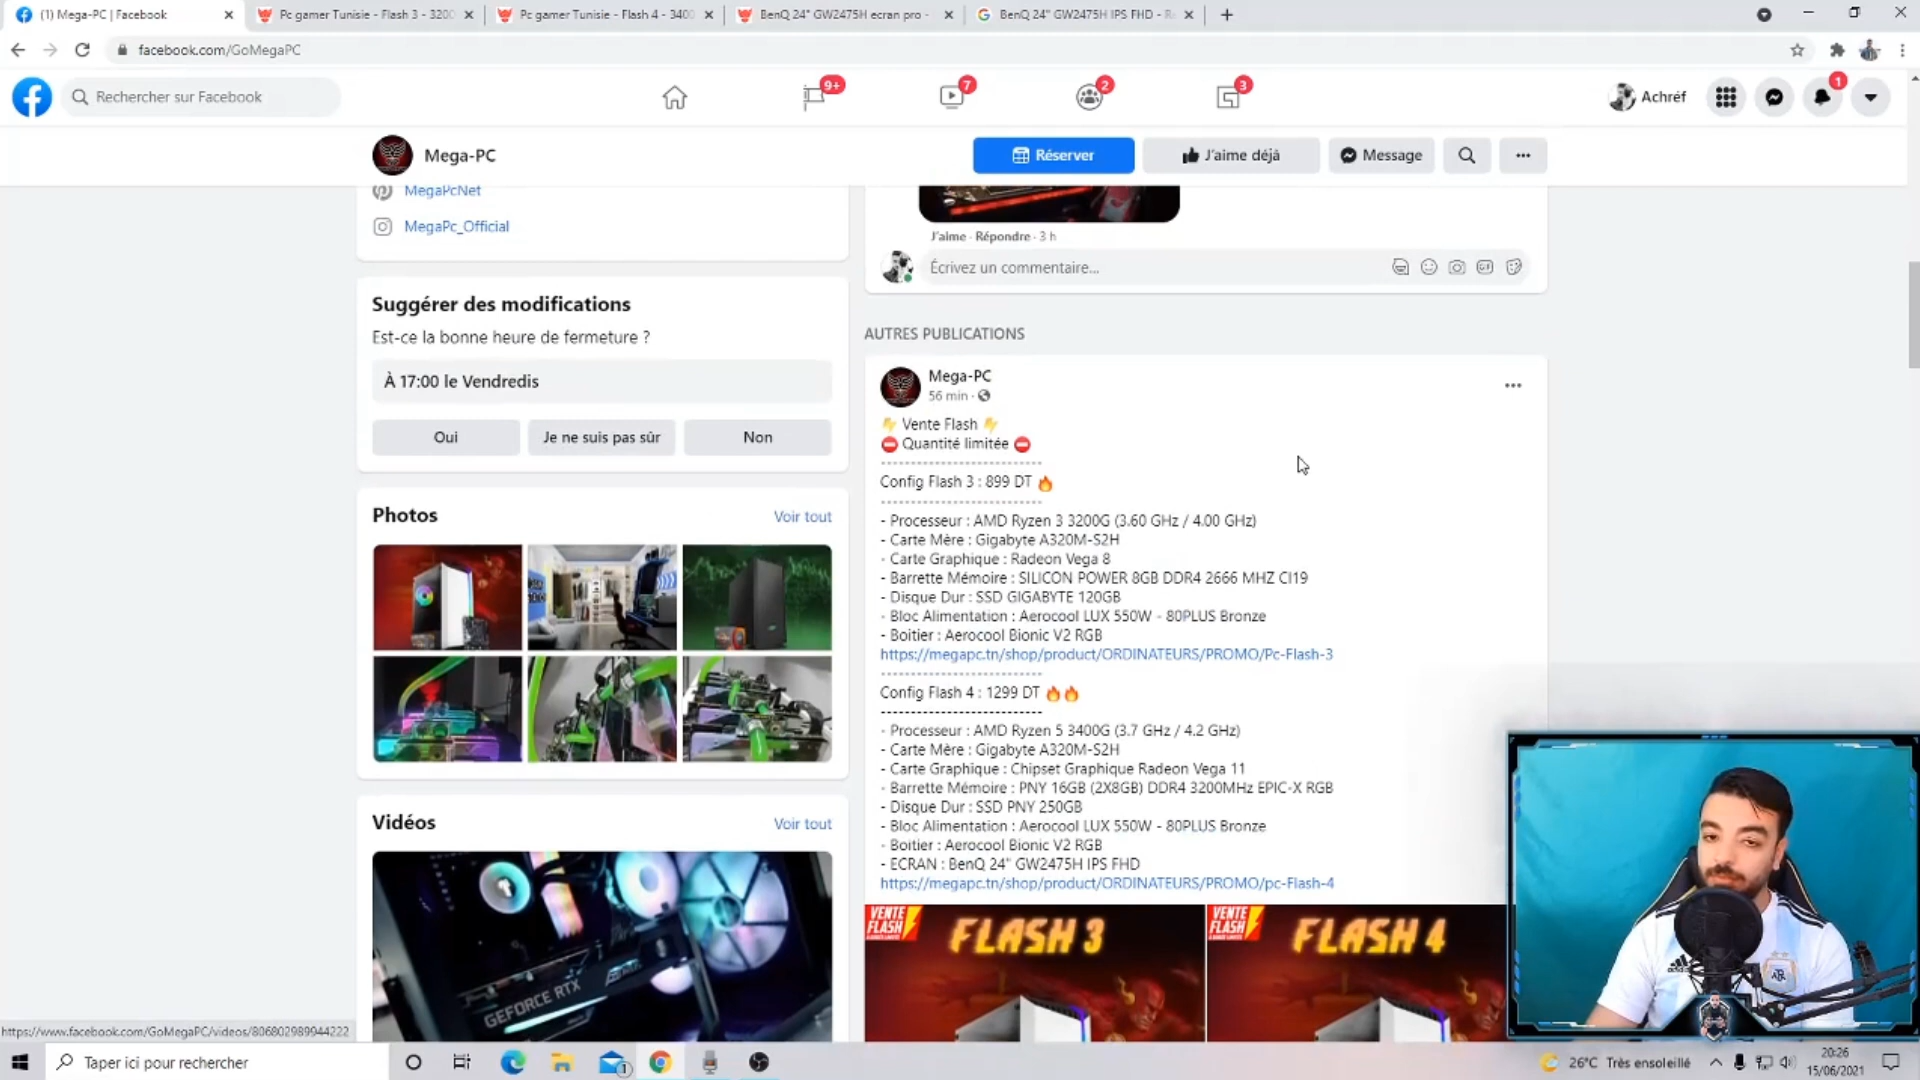 (1) Mega-PC | Facebook
Pc gamer Tunisie - Flash 3 - 3200
Pc gamer Tunisie - Flash 4 - 3400
BenQ 24" GW2475H ecran pro -
BenQ 24" GW2475H IPS FHD - Re
facebook.com/GoMegaPC
Rechercher sur Facebook
9+
7
2
3
Achréf
1
Mega-PC
Réserver
J'aime déjà
Message
MegaPcNet
MegaPc_Official
Suggérer des modifications
Est-ce la bonne heure de fermeture ?
À 17:00 le Vendredis
Oui
Je ne suis pas sûr
Non
Photos
Voir tout
Vidéos
Voir tout
GEFORCE RTX
J'aime · Répondre · 3 h
Écrivez un commentaire...
GIF
AUTRES PUBLICATIONS
Mega-PC
56 min ·
⚡ Vente Flash ⚡
⛔ Quantité limitée ⛔
---------------------------
Config Flash 3 : 899 DT 🔥
---------------------------
- Processeur : AMD Ryzen 3 3200G (3.60 GHz / 4.00 GHz)
- Carte Mère : Gigabyte A320M-S2H
- Carte Graphique : Radeon Vega 8
- Barrette Mémoire : SILICON POWER 8GB DDR4 2666 MHZ Cl19
- Disque Dur : SSD GIGABYTE 120GB
- Bloc Alimentation : Aerocool LUX 550W - 80PLUS Bronze
- Boitier : Aerocool Bionic V2 RGB
https://megapc.tn/shop/product/ORDINATEURS/PROMO/Pc-Flash-3
---------------------------
Config Flash 4 : 1299 DT 🔥🔥
---------------------------
- Processeur : AMD Ryzen 5 3400G (3.7 GHz / 4.2 GHz)
- Carte Mère : Gigabyte A320M-S2H
- Carte Graphique : Chipset Graphique Radeon Vega 11
- Barrette Mémoire : PNY 16GB (2X8GB) DDR4 3200MHz EPIC-X RGB
- Disque Dur : SSD PNY 250GB
- Bloc Alimentation : Aerocool LUX 550W - 80PLUS Bronze
- Boitier : Aerocool Bionic V2 RGB
- ECRAN : BenQ 24" GW2475H IPS FHD
https://megapc.tn/shop/product/ORDINATEURS/PROMO/pc-Flash-4
VENTE FLASH
FLASH 3
VENTE FLASH
FLASH 4
adidas
https://www.facebook.com/GoMegaPC/videos/806802989944222
Taper ici pour rechercher
1
26°C Très ensoleillé
20:26
15/06/2021